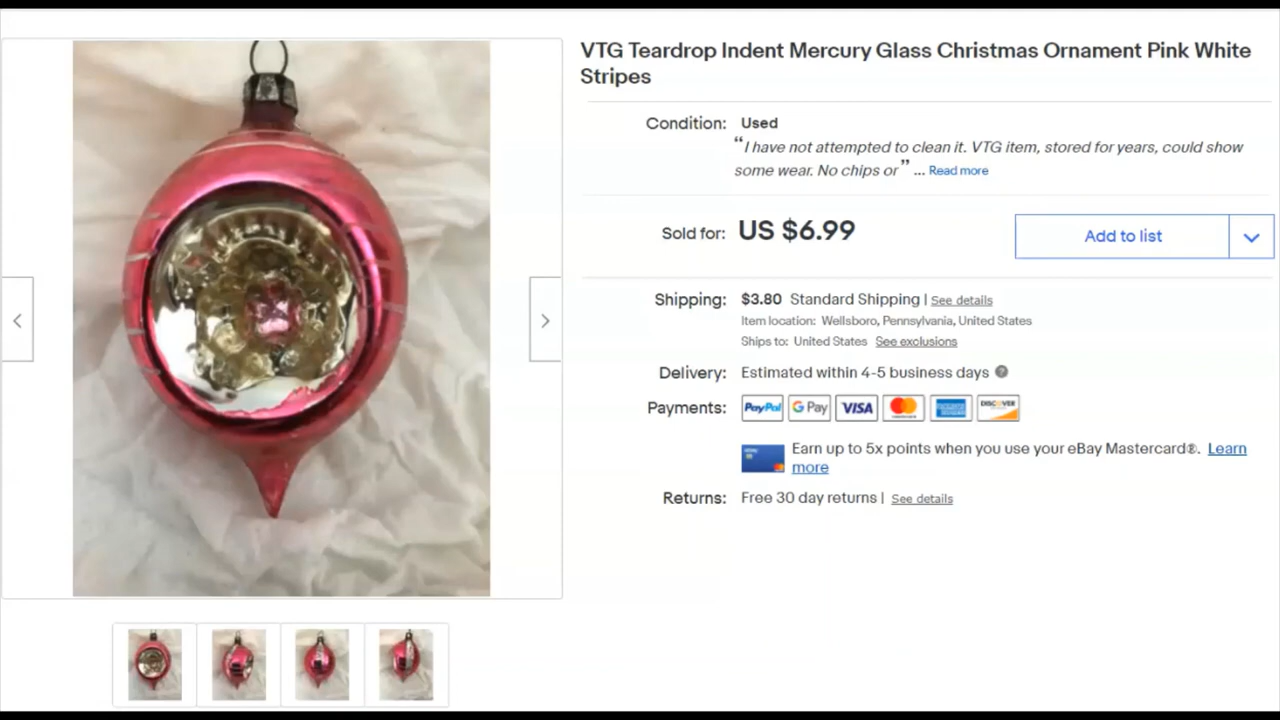 VTG Teardrop Indent Mercury Glass Christmas Ornament Pink White
Stripes
Condition: Used
“I have not attempted to clean it. VTG item, stored for years, could show
some wear. No chips or” ... Read more
Sold for: US $6.99
Add to list
Shipping: $3.80 Standard Shipping | See details
Item location: Wellsboro, Pennsylvania, United States
Ships to: United States See exclusions
Delivery: Estimated within 4-5 business days ?
Payments: PayPal G Pay VISA DISCOVER
Earn up to 5x points when you use your eBay Mastercard®. Learn
more
Returns: Free 30 day returns | See details